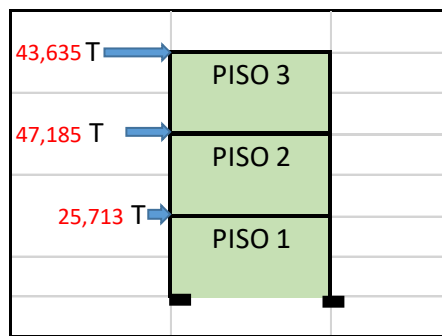 43,635 T
PISO 3
47,185 T
PISO 2
25,713 T
PISO 1